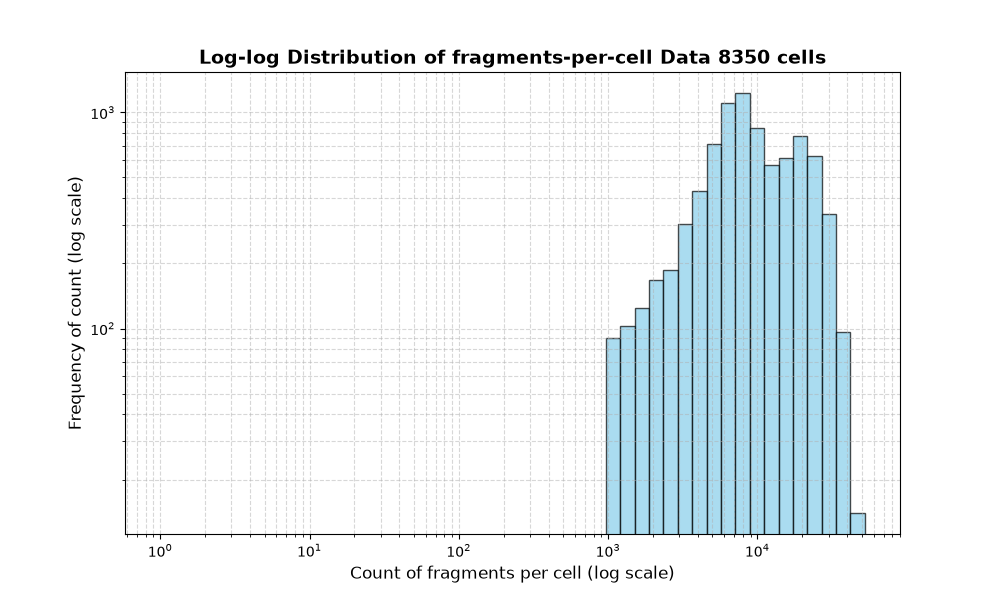 Log-log Distribution of fragments-per-cell Data 8350 cells
Frequency of count (log scale)
10³
10²
10⁰ 10¹ 10² 10³ 10⁴
Count of fragments per cell (log scale)